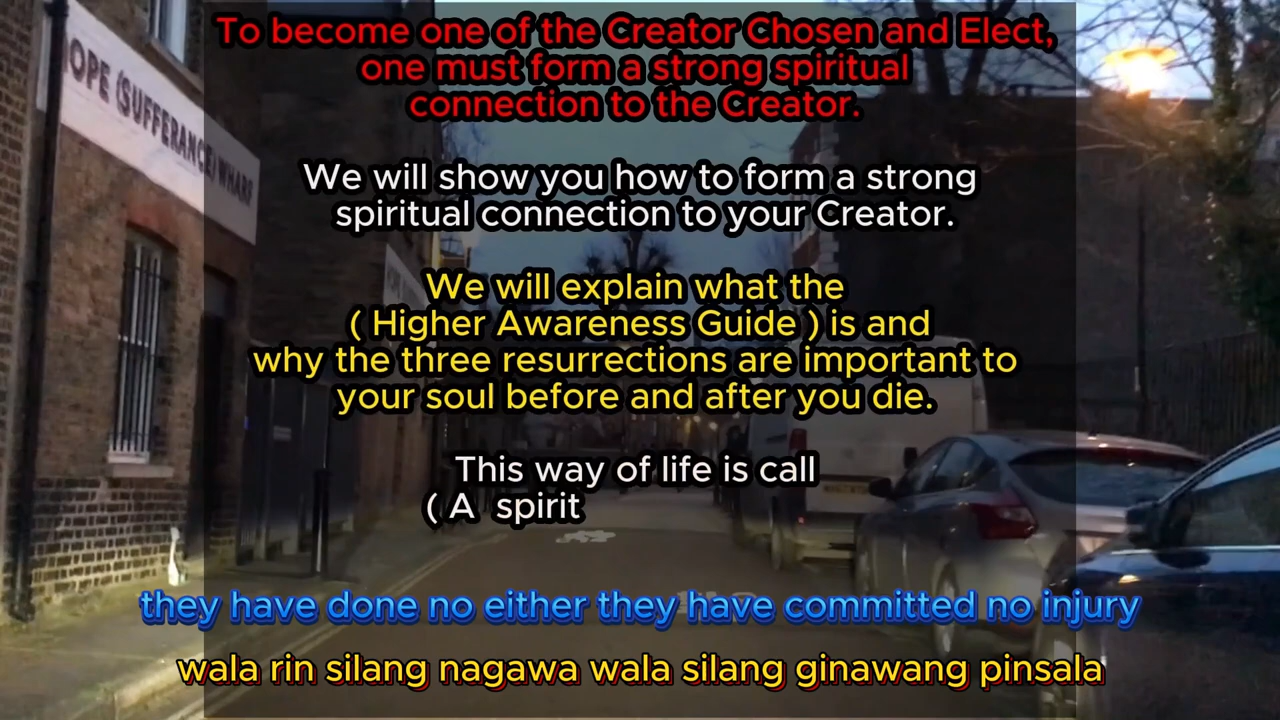 OPE (SUFFERANCE) WHARF
To become one of the Creator Chosen and Elect,
one must form a strong spiritual
connection to the Creator.
We will show you how to form a strong
spiritual connection to your Creator.
We will explain what the
( Higher Awareness Guide ) is and
why the three resurrections are important to
your soul before and after you die.
This way of life is call
( A spirit
they have done no either they have committed no injury
wala rin silang nagawa wala silang ginawang pinsala